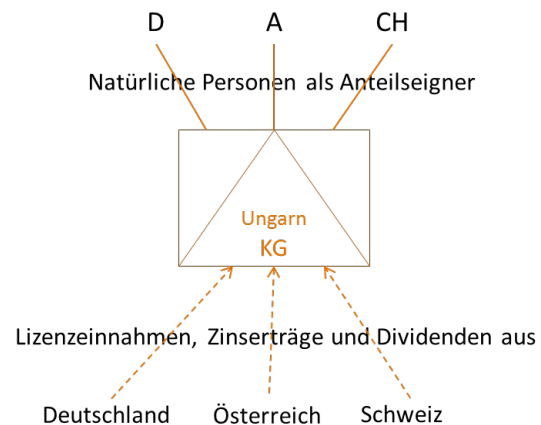 D A CH
Natürliche Personen als Anteilseigner
Ungarn
KG
Lizenzeinnahmen, Zinserträge und Dividenden aus
Deutschland Österreich Schweiz